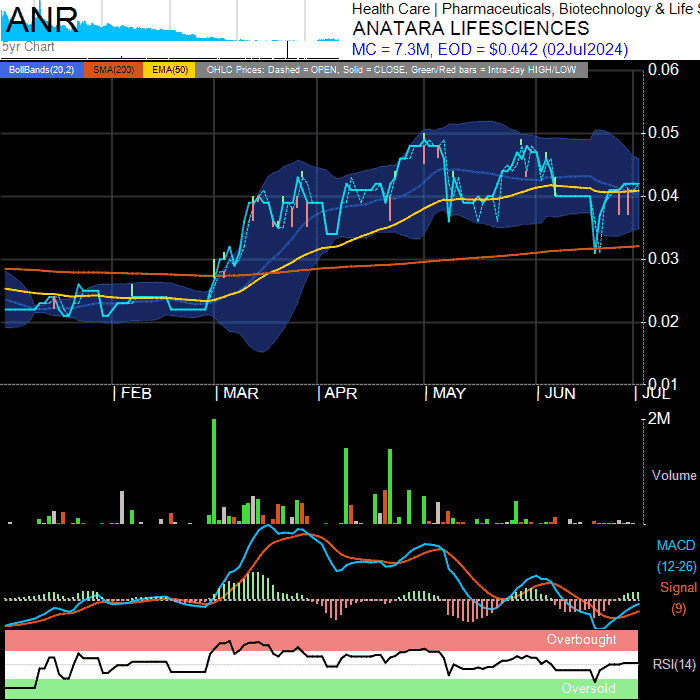 ANR
5yr Chart
Health Care | Pharmaceuticals, Biotechnology & Life S
ANATARA LIFESCIENCES
MC = 7.3M, EOD = $0.042 (02Jul2024)
BollBands(20,2) SMA(200) EMA(50) OHLC Prices: Dashed = OPEN, Solid = CLOSE, Green/Red bars = Intra-day HIGH/LOW
0.06
0.05
0.04
0.03
0.02
0.01
FEB MAR APR MAY JUN JUL
2M
Volume
MACD
(12-26)
Signal
(9)
Overbought
RSI(14)
Oversold